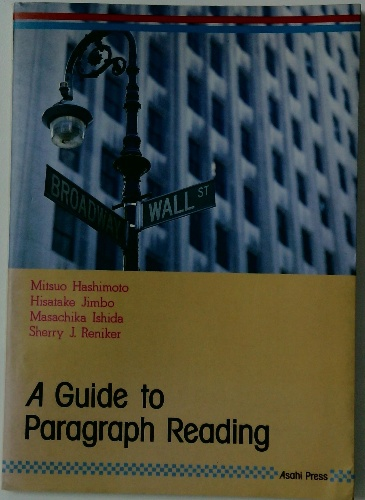 BROADWAY
WALL ST
Mitsuo Hashimoto
Hisatake Jimbo
Masachika Ishida
Sherry J. Reniker
A Guide to
Paragraph Reading
Asahi Press